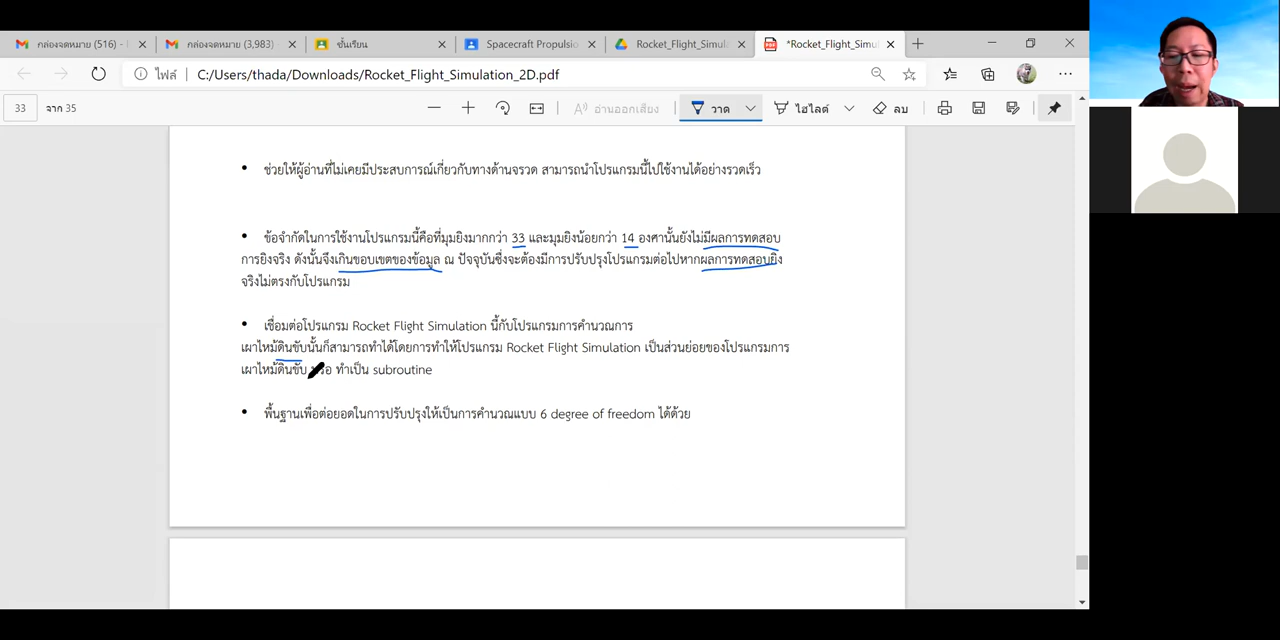 กล่องจดหมาย (516) -
กล่องจดหมาย (3,983)
ชั้นเรียน
Spacecraft Propulsio
Rocket_Flight_Simula
*Rocket_Flight_Simu
ไฟล์ C:/Users/thada/Downloads/Rocket_Flight_Simulation_2D.pdf
33 จาก 35 อ่านออกเสียง วาด ไฮไลต์ ลบ
• ช่วยให้ผู้อ่านที่ไม่เคยมีประสบการณ์เกี่ยวกับทางด้านจรวด สามารถนำโปรแกรมนี้ไปใช้งานได้อย่างรวดเร็ว
• ข้อจำกัดในการใช้งานโปรแกรมนี้คือที่มุมยิงมากกว่า 33 และมุมยิงน้อยกว่า 14 องศานั้นยังไม่มีผลการทดสอบ
การยิงจริง ดังนั้นจึงเกินขอบเขตของข้อมูล ณ ปัจจุบันซึ่งจะต้องมีการปรับปรุงโปรแกรมต่อไปหากผลการทดสอบยิง
จริงไม่ตรงกับโปรแกรม
• เชื่อมต่อโปรแกรม Rocket Flight Simulation นี้กับโปรแกรมการคำนวณการ
เผาไหม้ดินขับนั้นก็สามารถทำได้โดยการทำให้โปรแกรม Rocket Flight Simulation เป็นส่วนย่อยของโปรแกรมการ
เผาไหม้ดินขับ ทำเป็น subroutine
• พื้นฐานเพื่อต่อยอดในการปรับปรุงให้เป็นการคำนวณแบบ 6 degree of freedom ได้ด้วย